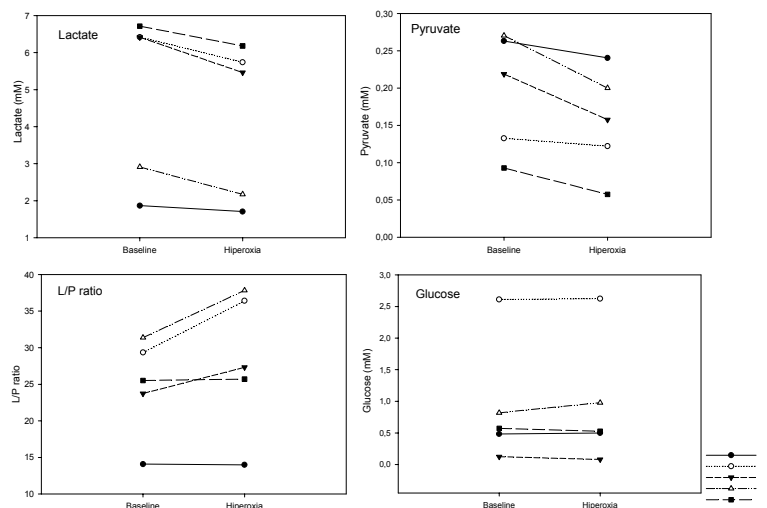 Lactate
Lactate (mM)
7
6
5
4
3
2
1
Baseline
Hiperoxia
Pyruvate
Pyruvate (mM)
0,30
0,25
0,20
0,15
0,10
0,05
0,00
Baseline
Hiperoxia
L/P ratio
L/P ratio
40
35
30
25
20
15
10
Baseline
Hiperoxia
Glucose
Glucose (mM)
3,0
2,5
2,0
1,5
1,0
0,5
0,0
Baseline
Hiperoxia